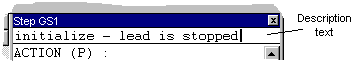 Step GS1
initialize - lead is stopped
ACTION (P) :
Description
text